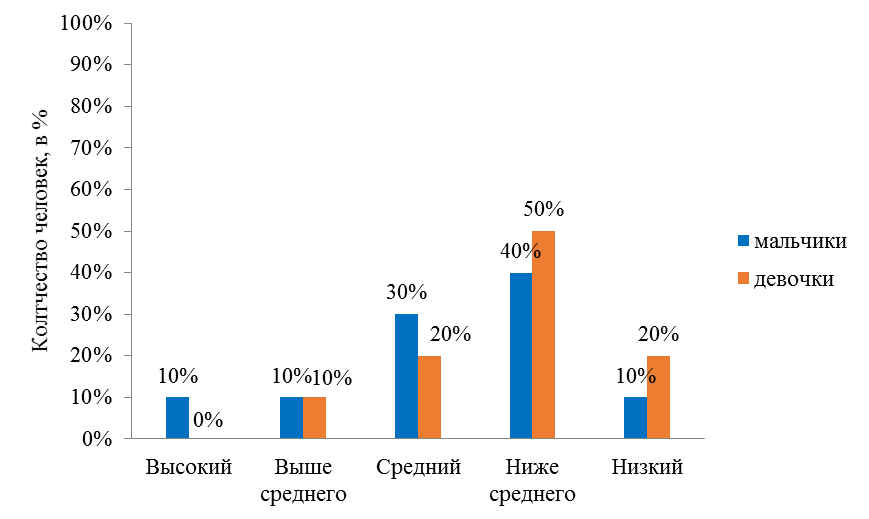 100%
90%
80%
70%
60%
50%
40%
30%
20%
10%
0%
Колтчество человек, в %
10%
0%
10%
10%
30%
20%
40%
50%
10%
20%
Высокий
Выше
среднего
Средний
Ниже
среднего
Низкий
мальчики
девочки